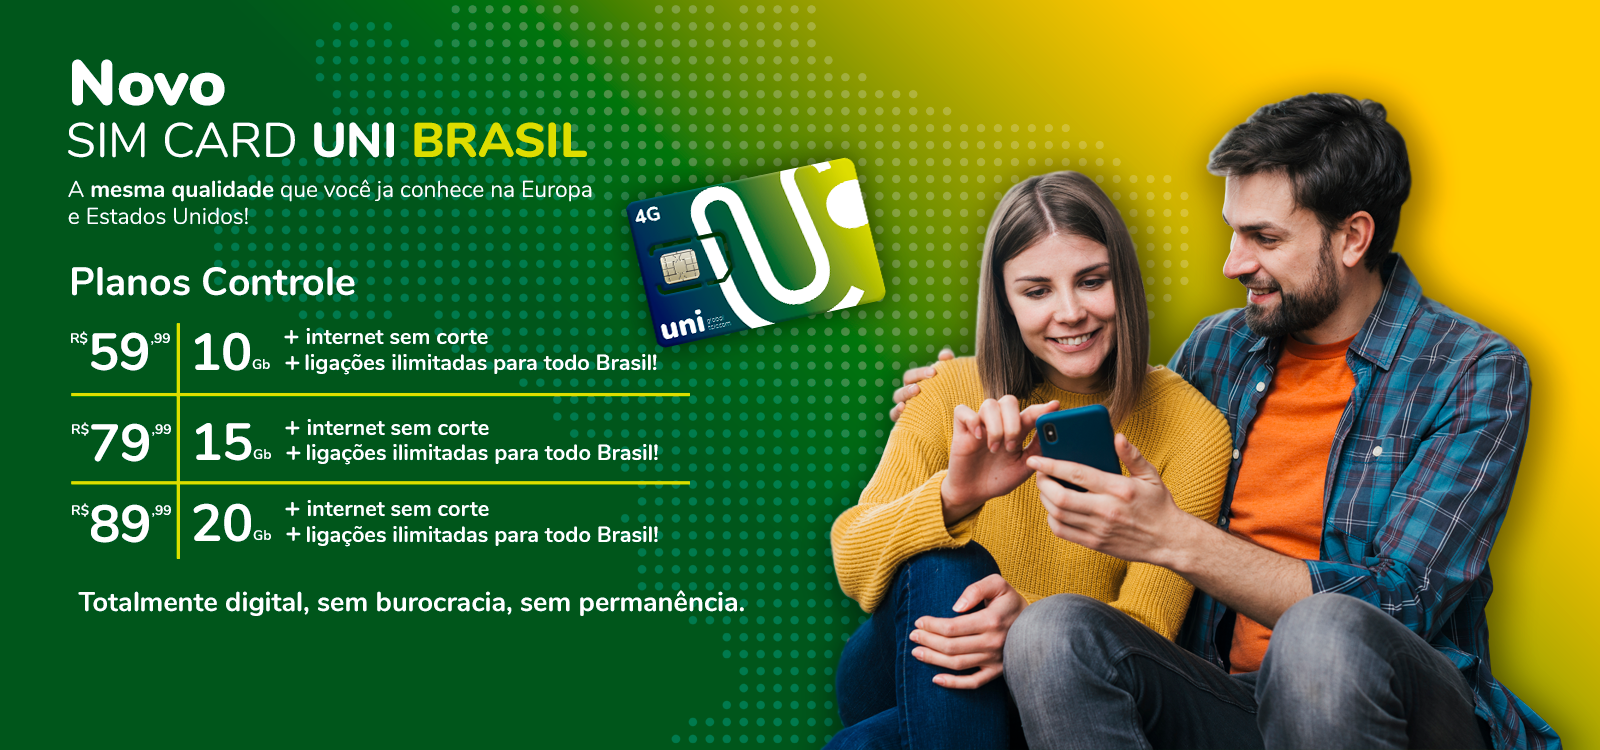 Novo
SIM CARD UNI BRASIL
A mesma qualidade que você ja conhece na Europa
e Estados Unidos!
Planos Controle
R$59,99 10Gb + internet sem corte
+ ligações ilimitadas para todo Brasil!
R$79,99 15Gb + internet sem corte
+ ligações ilimitadas para todo Brasil!
R$89,99 20Gb + internet sem corte
+ ligações ilimitadas para todo Brasil!
Totalmente digital, sem burocracia, sem permanência.
4G
uni global
telecom